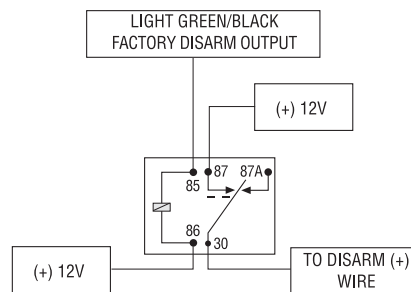 LIGHT GREEN/BLACK
FACTORY DISARM OUTPUT
(+) 12V
87 87A
85
86
30
(+) 12V
TO DISARM (+)
WIRE